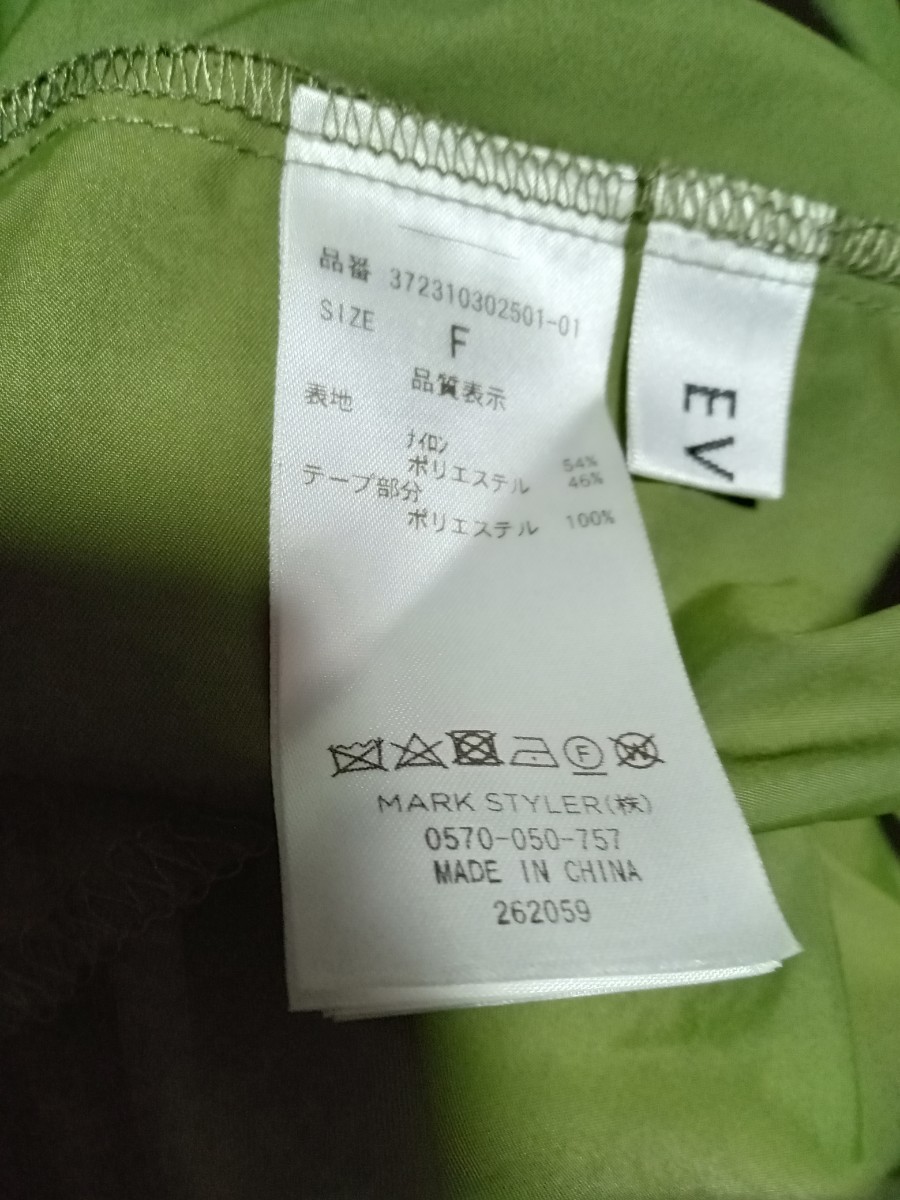 品番 372310302501-01
SIZE F
品質表示
表地
ナイロン 54%
ポリエステル 46%
テープ部分
ポリエステル 100%
MARK STYLER(株)
0570-050-757
MADE IN CHINA
262059
EV